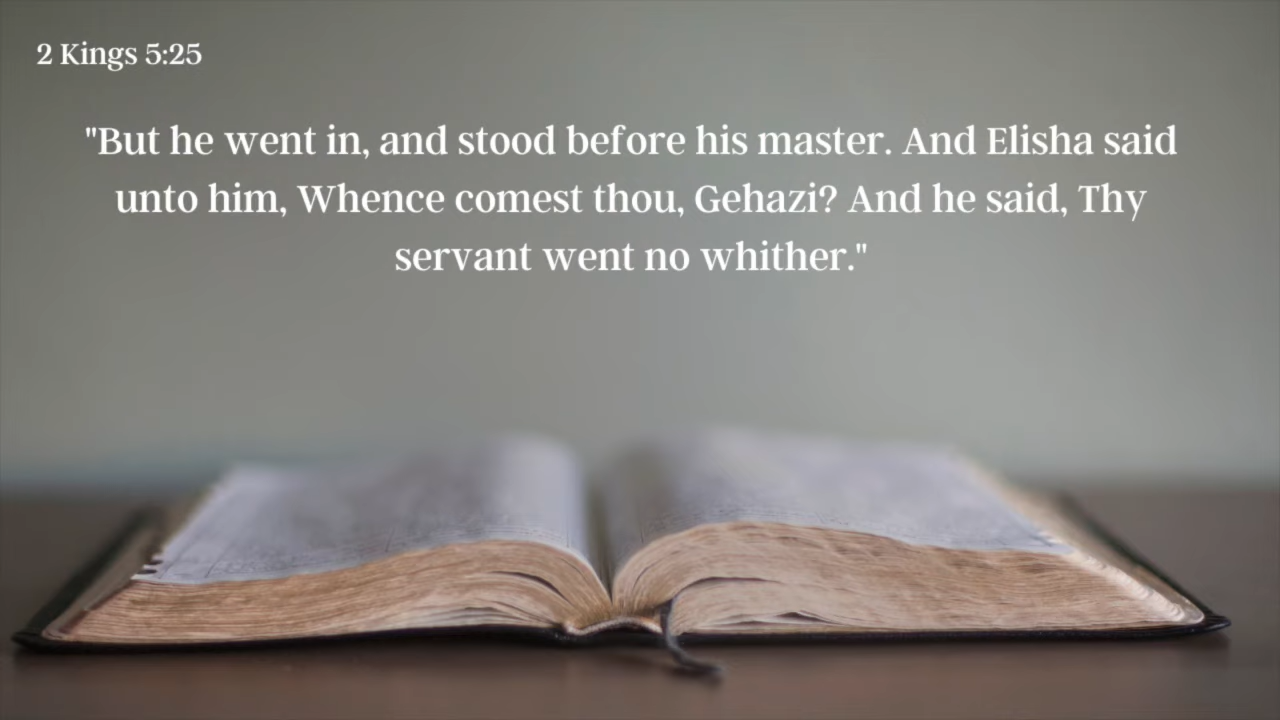 2 Kings 5:25
"But he went in, and stood before his master. And Elisha said
unto him, Whence comest thou, Gehazi? And he said, Thy
servant went no whither."